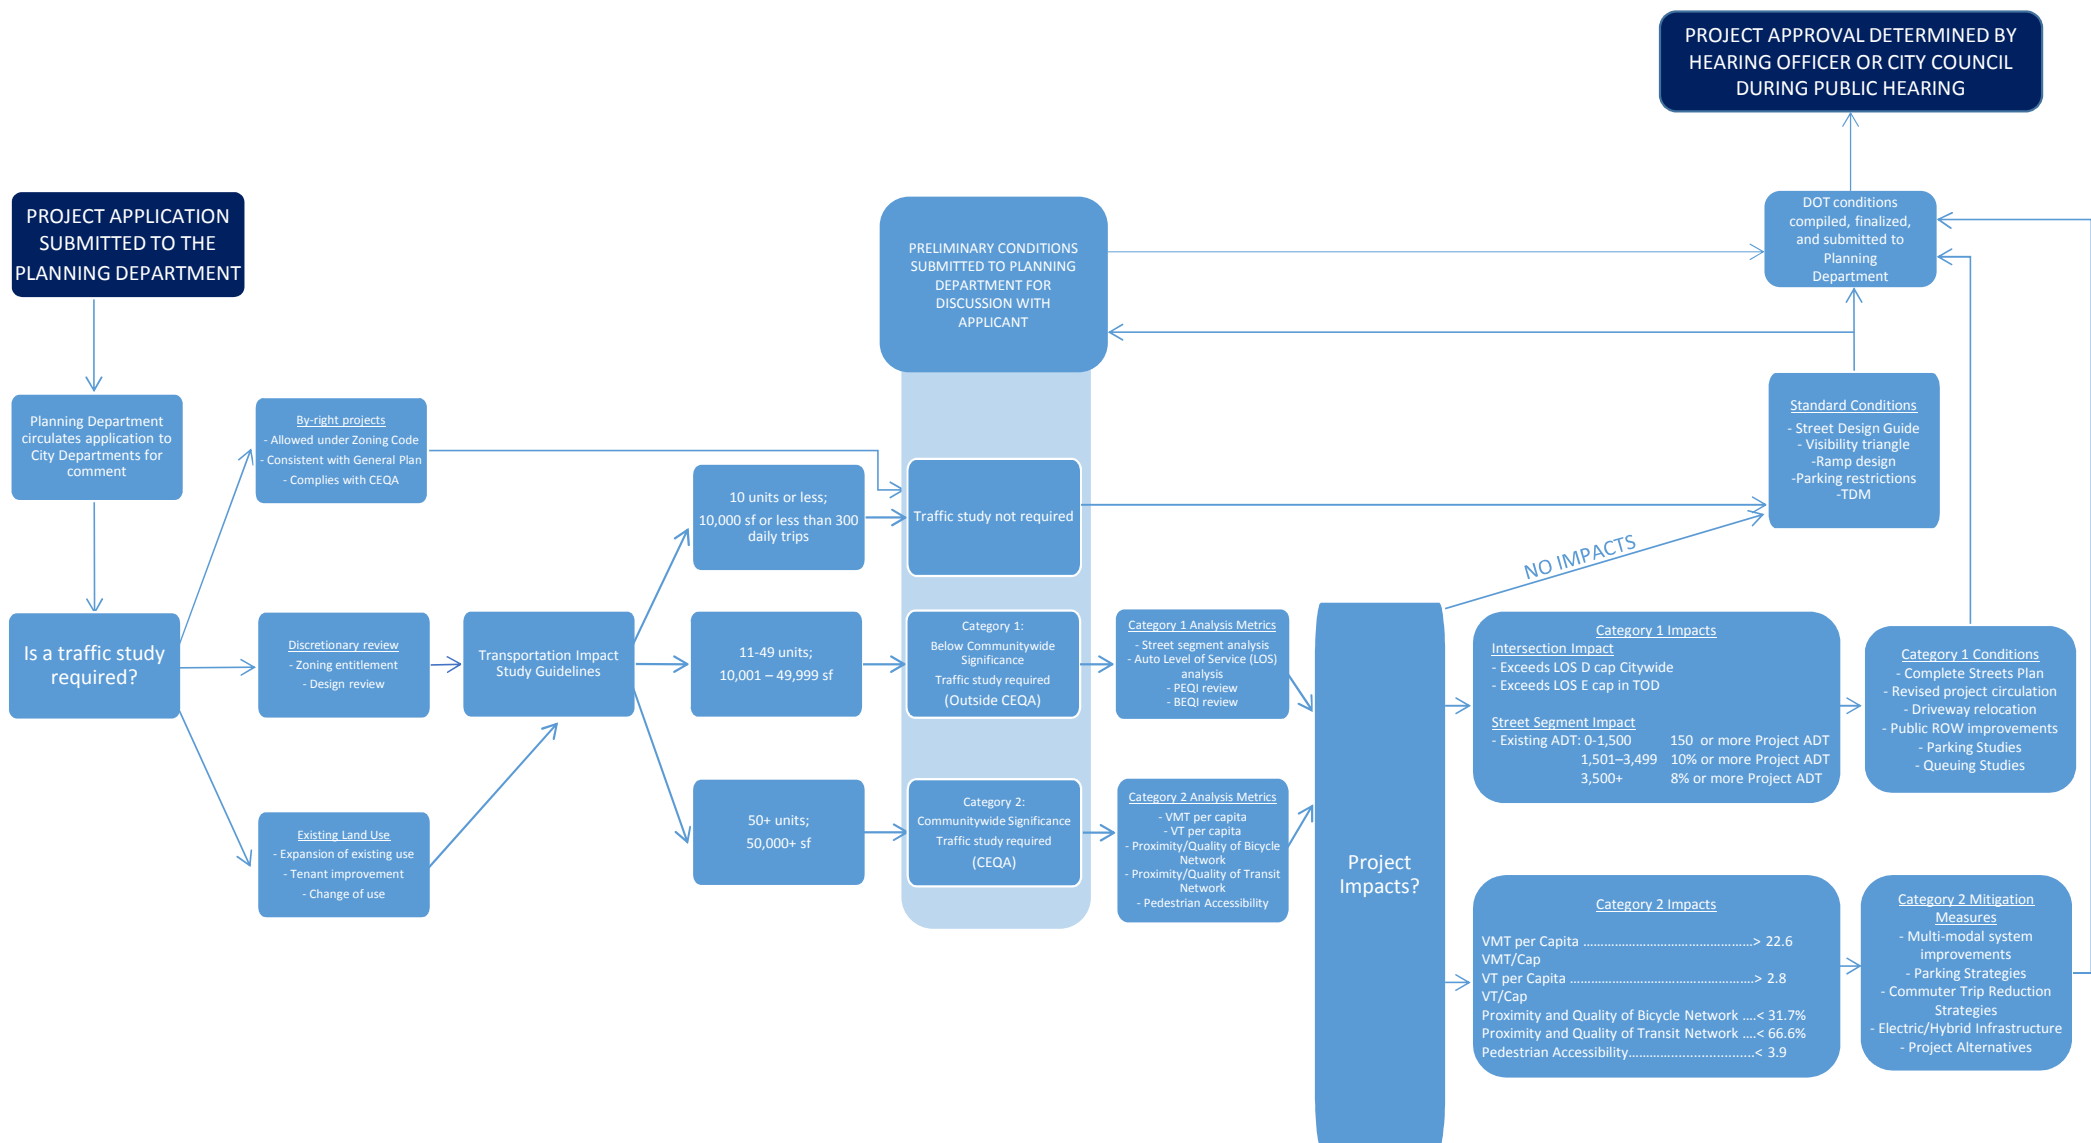 PROJECT APPROVAL DETERMINED BY
HEARING OFFICER OR CITY COUNCIL
DURING PUBLIC HEARING
PROJECT APPLICATION
SUBMITTED TO THE
PLANNING DEPARTMENT
Planning Department
circulates application to
City Departments for
comment
Is a traffic study
required?
By-right projects
- Allowed under Zoning Code
- Consistent with General Plan
- Complies with CEQA
Discretionary review
- Zoning entitlement
- Design review
Existing Land Use
- Expansion of existing use
- Tenant improvement
- Change of use
Transportation Impact
Study Guidelines
10 units or less;
10,000 sf or less than 300
daily trips
11-49 units;
10,001 – 49,999 sf
50+ units;
50,000+ sf
PRELIMINARY CONDITIONS
SUBMITTED TO PLANNING
DEPARTMENT FOR
DISCUSSION WITH
APPLICANT
Traffic study not required
Category 1:
Below Communitywide
Significance
Traffic study required
(Outside CEQA)
Category 2:
Communitywide Significance
Traffic study required
(CEQA)
Category 1 Analysis Metrics
- Street segment analysis
- Auto Level of Service (LOS)
analysis
- PEQI review
- BEQI review
Category 2 Analysis Metrics
- VMT per capita
- VT per capita
- Proximity/Quality of Bicycle
Network
- Proximity/Quality of Transit
Network
- Pedestrian Accessibility
Project
Impacts?
NO IMPACTS
Category 1 Impacts
Intersection Impact
- Exceeds LOS D cap Citywide
- Exceeds LOS E cap in TOD
Street Segment Impact
- Existing ADT: 0-1,500 150 or more Project ADT
1,501–3,499 10% or more Project ADT
3,500+ 8% or more Project ADT
Category 2 Impacts
VMT per Capita ………………………………………….> 22.6
VMT/Cap
VT per Capita …………………………………………….> 2.8
VT/Cap
Proximity and Quality of Bicycle Network ....< 31.7%
Proximity and Quality of Transit Network ....< 66.6%
Pedestrian Accessibility................................< 3.9
DOT conditions
compiled, finalized,
and submitted to
Planning
Department
Standard Conditions
- Street Design Guide
- Visibility triangle
-Ramp design
-Parking restrictions
-TDM
Category 1 Conditions
- Complete Streets Plan
- Revised project circulation
- Driveway relocation
- Public ROW improvements
- Parking Studies
- Queuing Studies
Category 2 Mitigation
Measures
- Multi-modal system
improvements
- Parking Strategies
- Commuter Trip Reduction
Strategies
- Electric/Hybrid Infrastructure
- Project Alternatives